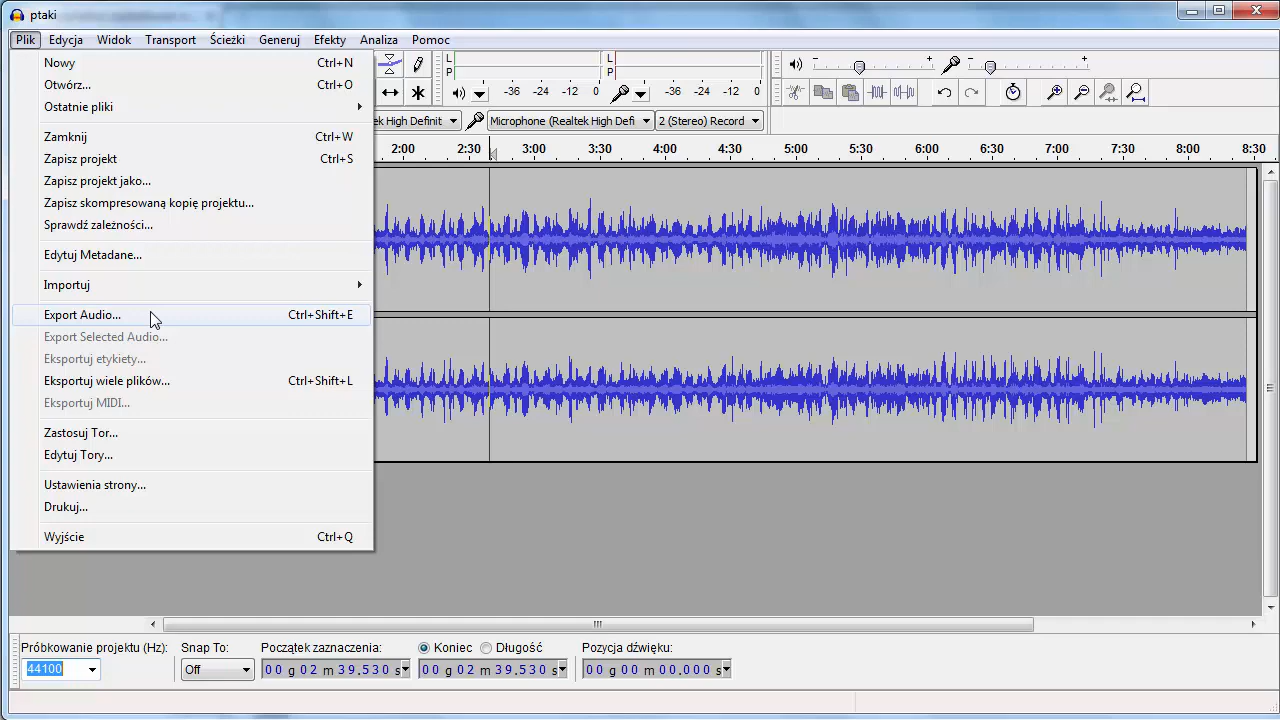 ptaki
Plik Edycja Widok Transport Ścieżki Generuj Efekty Analiza Pomoc
Nowy Ctrl+N
Otwórz... Ctrl+O
Ostatnie pliki
Zamknij Ctrl+W
Zapisz projekt Ctrl+S
Zapisz projekt jako...
Zapisz skompresowaną kopię projektu...
Sprawdź zależności...
Edytuj Metadane...
Importuj
Export Audio... Ctrl+Shift+E
Export Selected Audio...
Eksportuj etykiety...
Eksportuj wiele plików... Ctrl+Shift+L
Eksportuj MIDI...
Zastosuj Tor...
Edytuj Tory...
Ustawienia strony...
Drukuj...
Wyjście Ctrl+Q
L L
P P
-36 -24 -12 0 -36 -24 -12 0
- + - +
ek High Definit Microphone (Realtek High Defi 2 (Stereo) Record
2:00 2:30 3:00 3:30 4:00 4:30 5:00 5:30 6:00 6:30 7:00 7:30 8:00 8:30
Próbkowanie projektu (Hz): Snap To: Początek zaznaczenia: Koniec Długość Pozycja dźwięku:
44100 Off 00 g 02 m 39.530 s 00 g 02 m 39.530 s 00 g 00 m 00.000 s